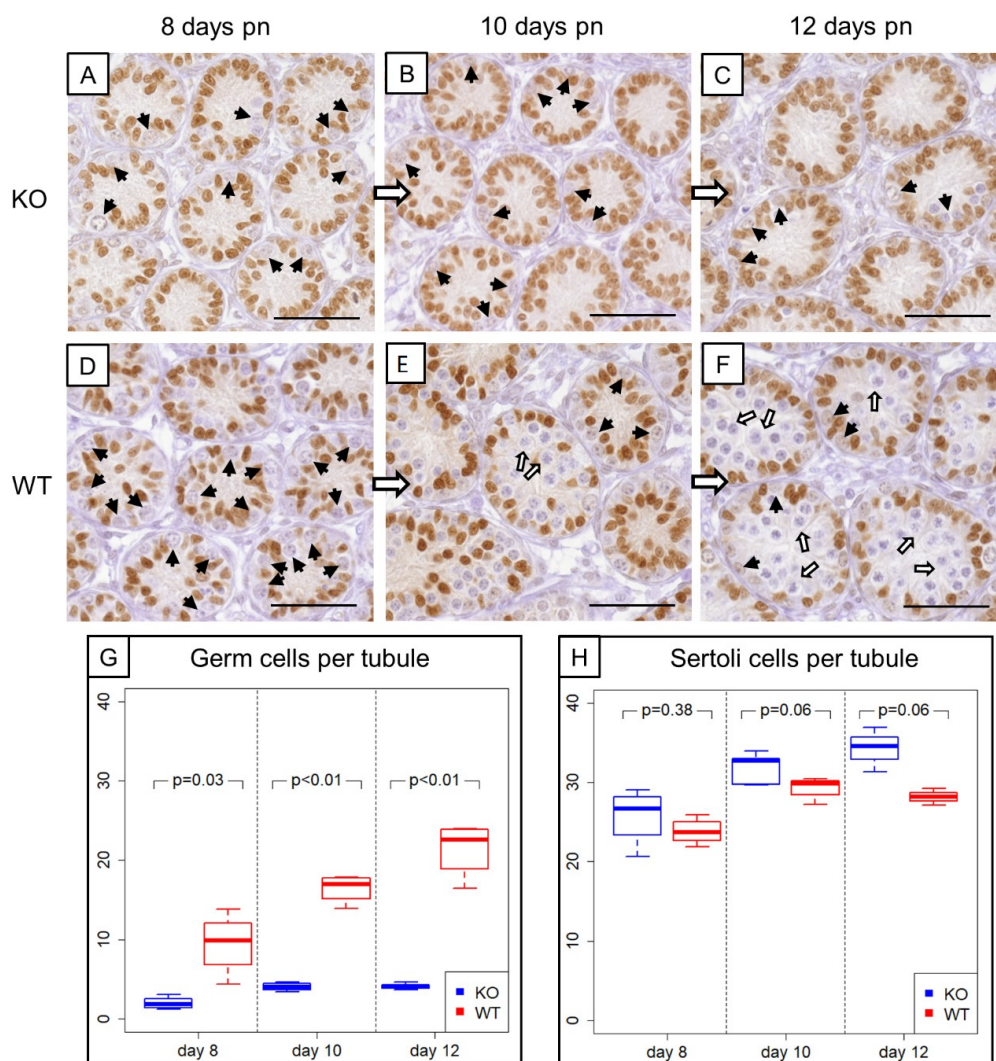 8 days pn 10 days pn 12 days pn
A B C
KO
D E F
WT
G Germ cells per tubule
40
30
20
10
0
p=0.03 p<0.01 p<0.01
KO
WT
day 8 day 10 day 12
H Sertoli cells per tubule
40
30
20
10
0
p=0.38 p=0.06 p=0.06
KO
WT
day 8 day 10 day 12